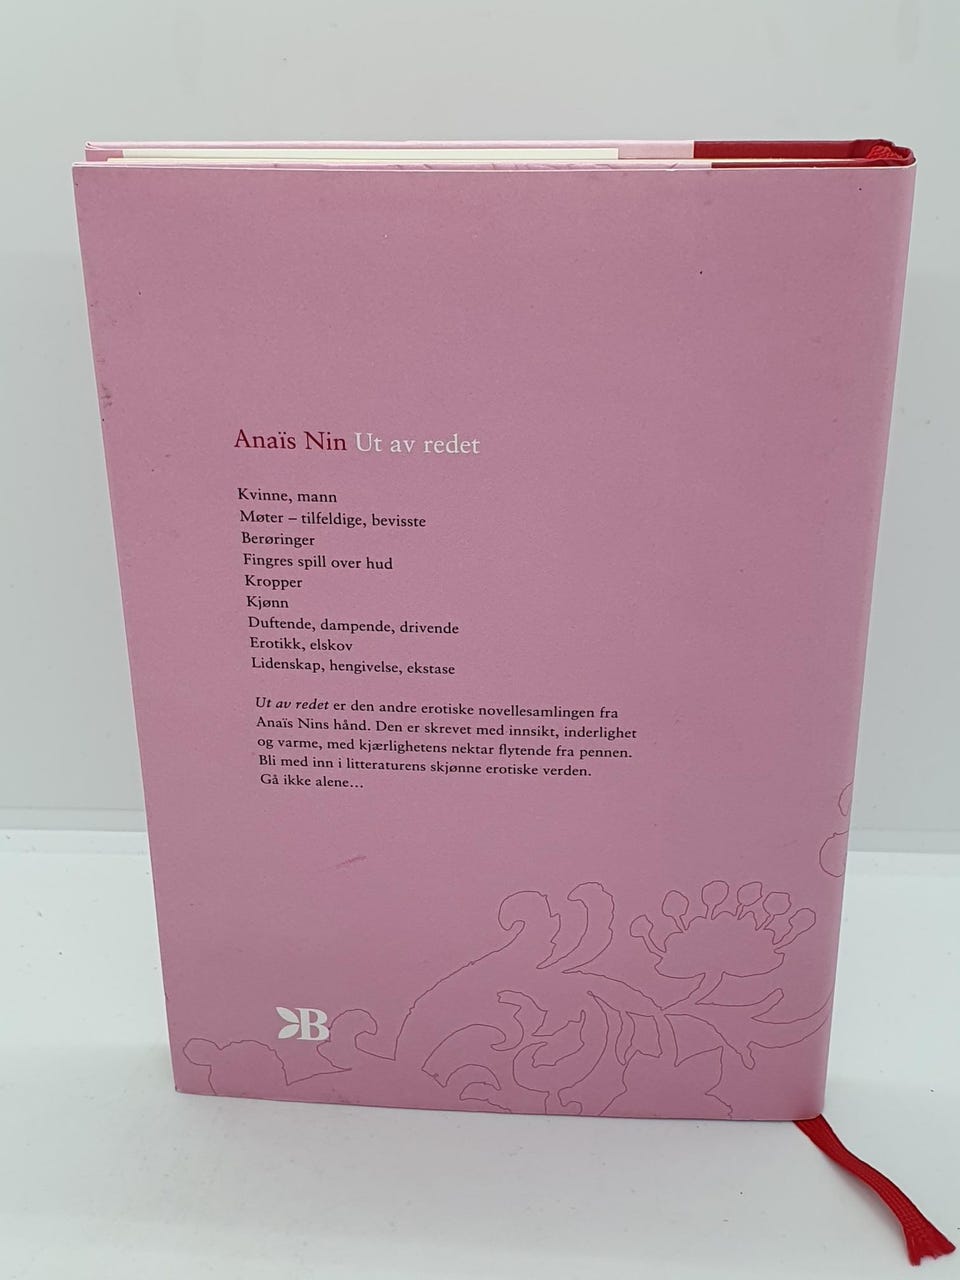 Anaïs Nin Ut av redet
Kvinne, mann
Møter – tilfeldige, bevisste
Berøringer
Fingres spill over hud
Kropper
Kjønn
Duftende, dampende, drivende
Erotikk, elskov
Lidenskap, hengivelse, ekstase
Ut av redet er den andre erotiske novellesamlingen fra
Anaïs Nins hånd. Den er skrevet med innsikt, inderlighet
og varme, med kjærlighetens nektar flytende fra pennen.
Bli med inn i litteraturens skjønne erotiske verden.
Gå ikke alene…
B